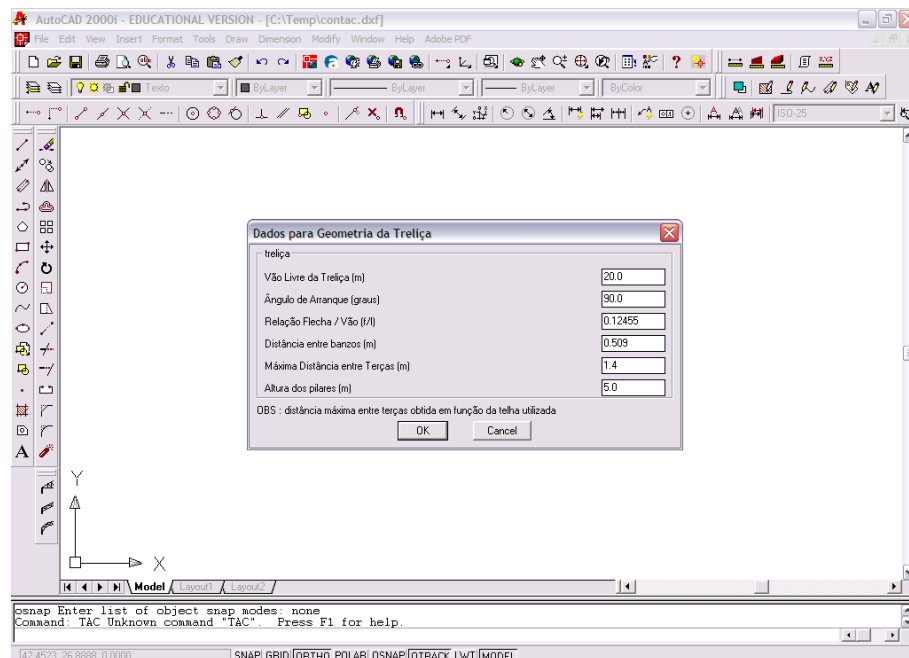 AutoCAD 2000i - EDUCATIONAL VERSION - [C:\Temp\contac.dxf]
File Edit View Insert Format Tools Draw Dimension Modify Window Help Adobe PDF
Texto ByLayer ByLayer ByLayer ByColor
ISO-25
Dados para Geometria da Treliça
treliça
Vão Livre da Treliça (m) 20.0
Ângulo de Arranque (graus) 90.0
Relação Flecha / Vão (f/l) 0.12455
Distância entre banzos (m) 0.509
Máxima Distância entre Terças (m) 1.4
Altura dos pilares (m) 5.0
OBS : distância máxima entre terças obtida em função da telha utilizada
OK Cancel
Y
X
Model Layout1 Layout2
osnap Enter list of object snap modes: none
Command: TAC Unknown command "TAC". Press F1 for help.
42.4523, 26.8888, 0.0000 SNAP GRID ORTHO POLAR OSNAP OTRACK LWT MODEL